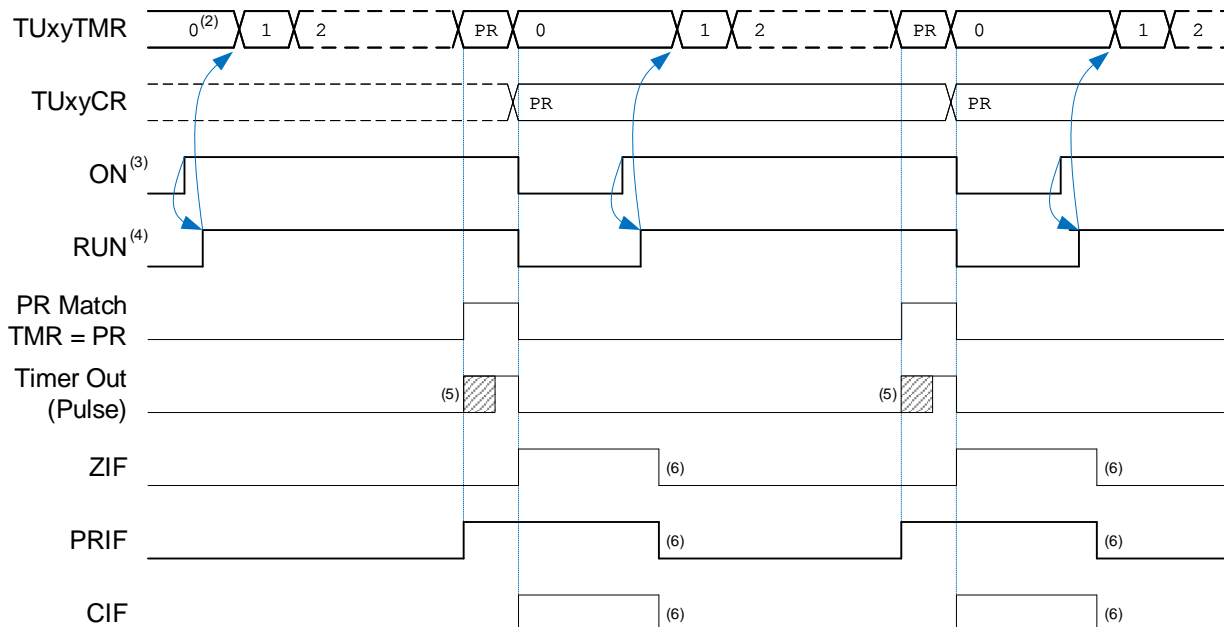 TUxyTMR 0(2) 1 2 PR 0 1 2 PR 0 1 2
TUxyCR PR PR
ON(3)
RUN(4)
PR Match
TMR = PR
Timer Out
(Pulse) (5) (5)
ZIF (6) (6)
PRIF (6) (6)
CIF (6) (6)